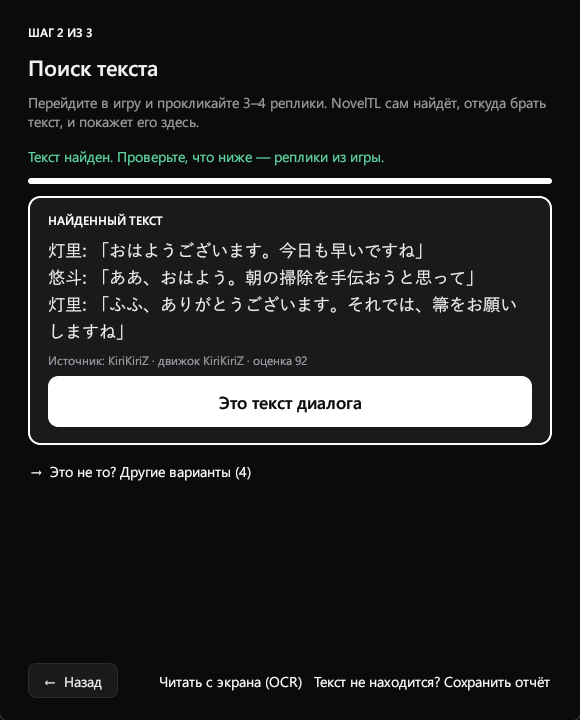 ШАГ 2 ИЗ 3
Поиск текста
Перейдите в игру и прокликайте 3–4 реплики. NovelTL сам найдёт, откуда брать
текст, и покажет его здесь.
Текст найден. Проверьте, что ниже — реплики из игры.
НАЙДЕННЫЙ ТЕКСТ
灯里: 「おはようございます。今日も早いですね」
悠斗: 「ああ、おはよう。朝の掃除を手伝おうと思って」
灯里: 「ふふ、ありがとうございます。それでは、箒をお願い
しますね」
Источник: KiriKiriZ · движок KiriKiriZ · оценка 92
Это текст диалога
→ Это не то? Другие варианты (4)
← Назад
Читать с экрана (OCR)
Текст не находится? Сохранить отчёт